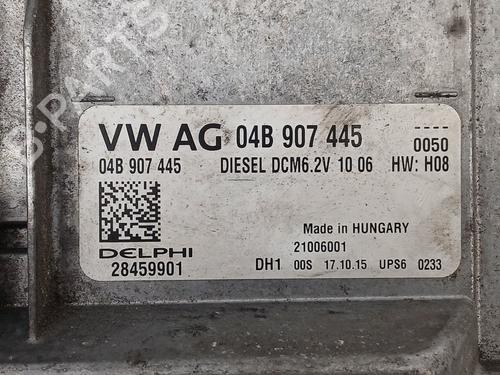 B-PARTS
VW AG 04B 907 445
0050
04B 907 445 DIESEL DCM6.2V 10 06 HW: H08
Made in HUNGARY
21006001
DELPHI
28459901
DH1 00S 17.10.15 UPS6 0233